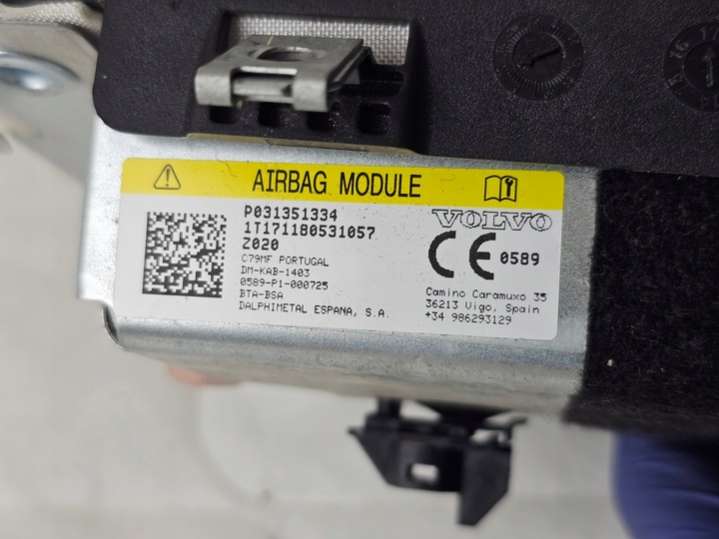 AIRBAG MODULE
P031351334
1T171180531057
Z020
C79MF PORTUGAL
DM-KAB-1403
0589-P1-000725
BTA-BSA
DALPHIMETAL ESPANA, S.A.
VOLVO
CE 0589
Camino Caramuxo 35
36213 Vigo, Spain
+34 986293129